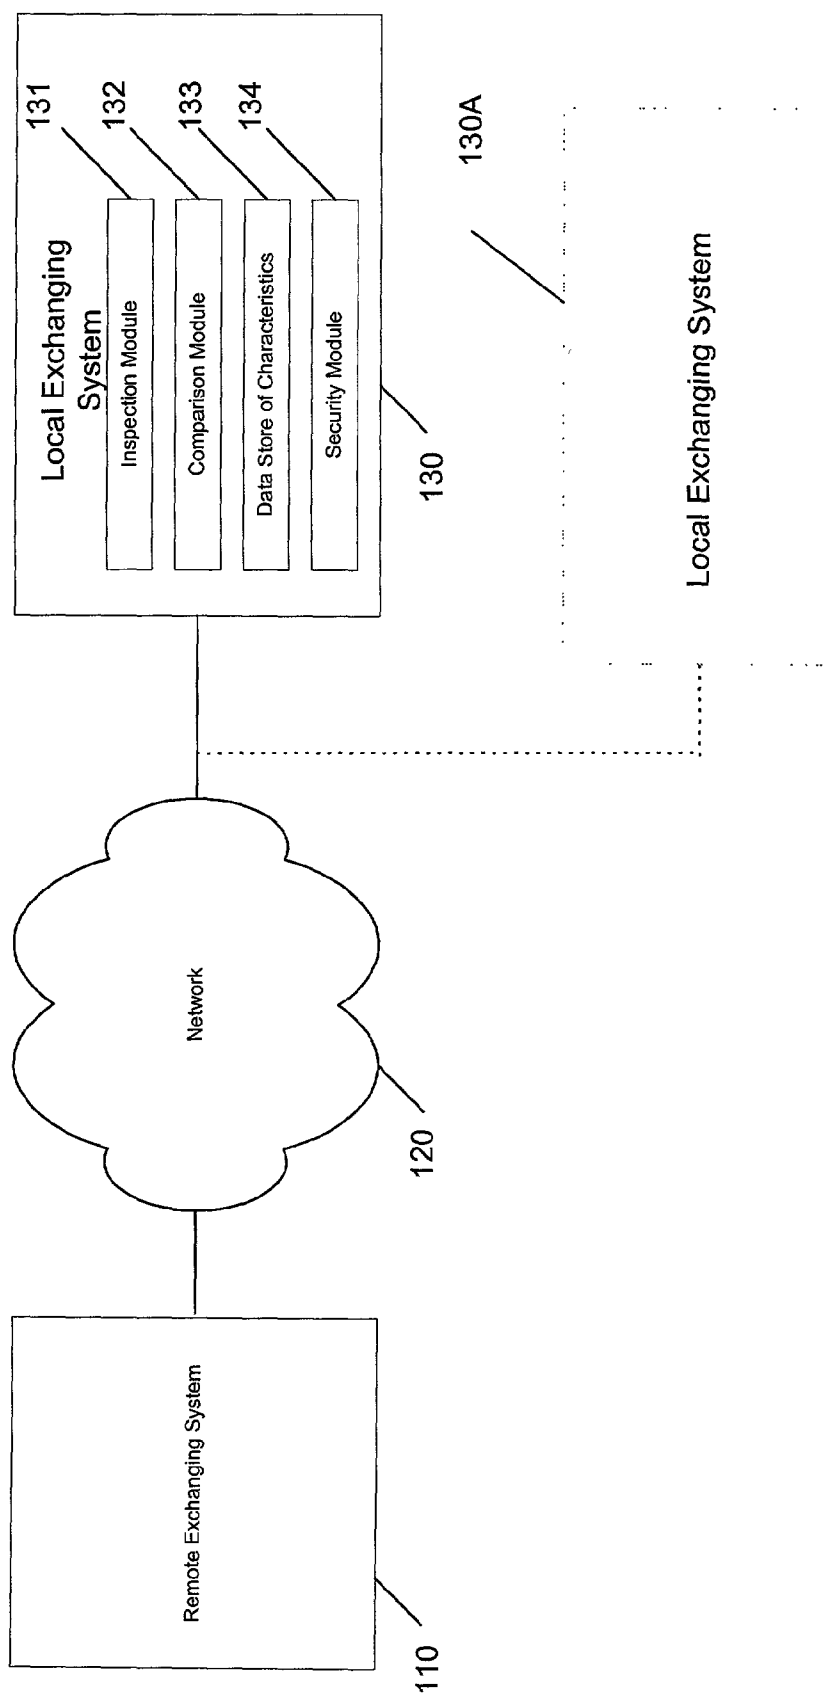 Remote Exchanging System
110
Network
120
Local Exchanging
System
Inspection Module
131
Comparison Module
132
Data Store of Characteristics
133
Security Module
134
130
130A
Local Exchanging System